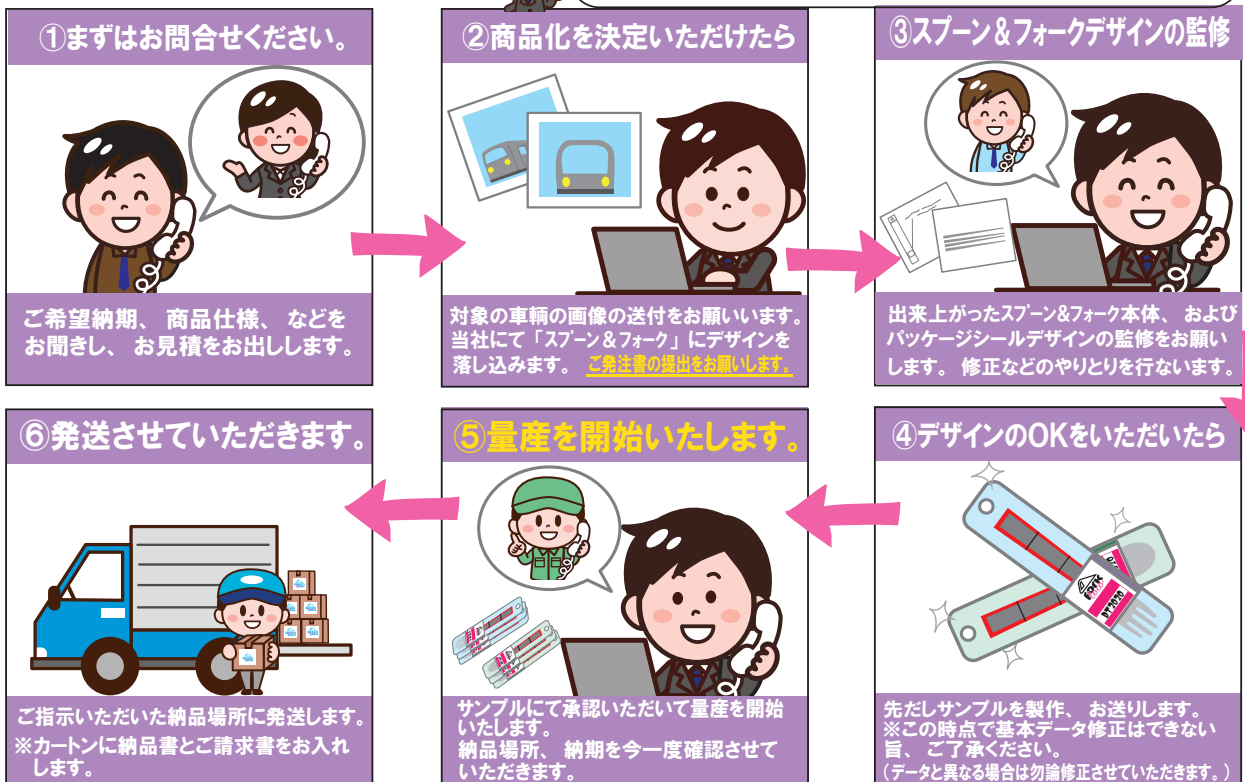 ①まずはお問合せください。
ご希望納期、商品仕様、などを
お聞きし、お見積をお出しします。
②商品化を決定いただけたら
対象の車輌の画像の送付をお願いいます。
当社にて「スプーン＆フォーク」にデザインを
落し込みます。 ご発注書の提出をお願いします。
③スプーン＆フォークデザインの監修
出来上がったスプーン&フォーク本体、および
パッケージシールデザインの監修をお願い
します。修正などのやりとりを行ないます。
④デザインのOKをいただいたら
先だしサンプルを製作、お送りします。
※この時点で基本データ修正はできない
旨、ご了承ください。
（データと異なる場合は勿論修正させていただきます。）
⑤量産を開始いたします。
サンプルにて承認いただいて量産を開始
いたします。
納品場所、納期を今一度確認させて
いただきます。
⑥発送させていただきます。
ご指示いただいた納品場所に発送します。
※カートンに納品書とご請求書をお入れ
します。